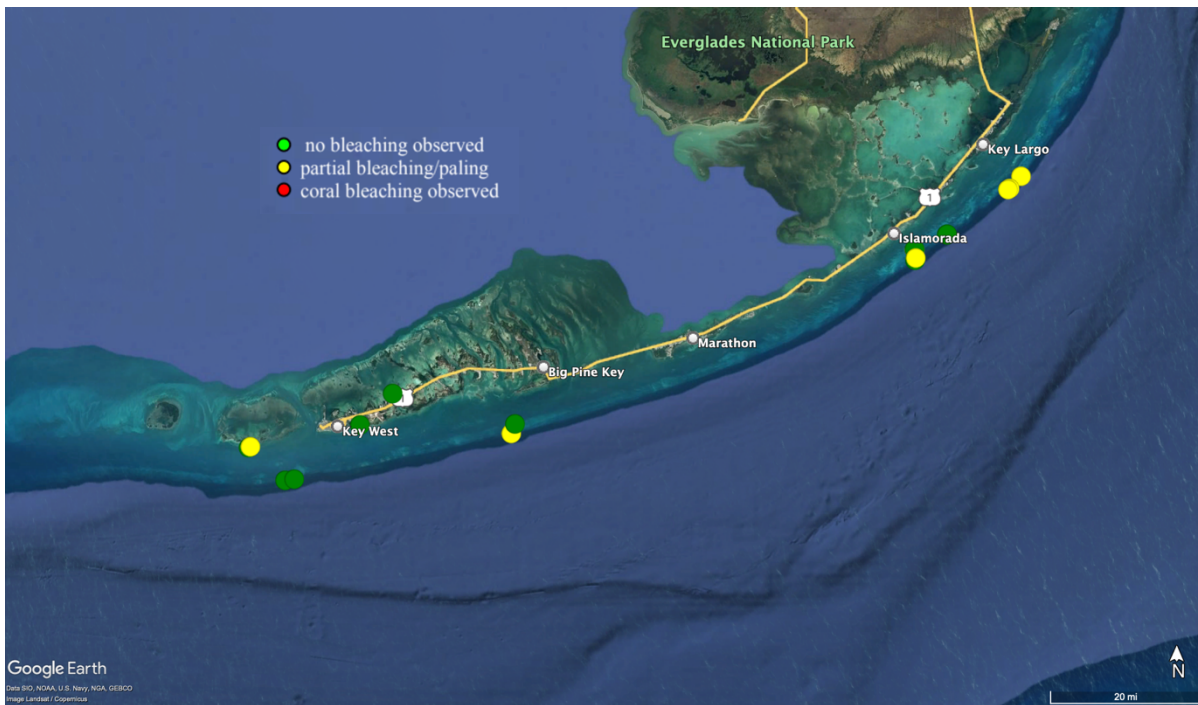 Everglades National Park
no bleaching observed
partial bleaching/paling
coral bleaching observed
Key Largo
1
Islamorada
Marathon
Big Pine Key
Key West
Google Earth
Data SIO, NOAA, U.S. Navy, NGA, GEBCO
Image Landsat / Copernicus
N
20 mi